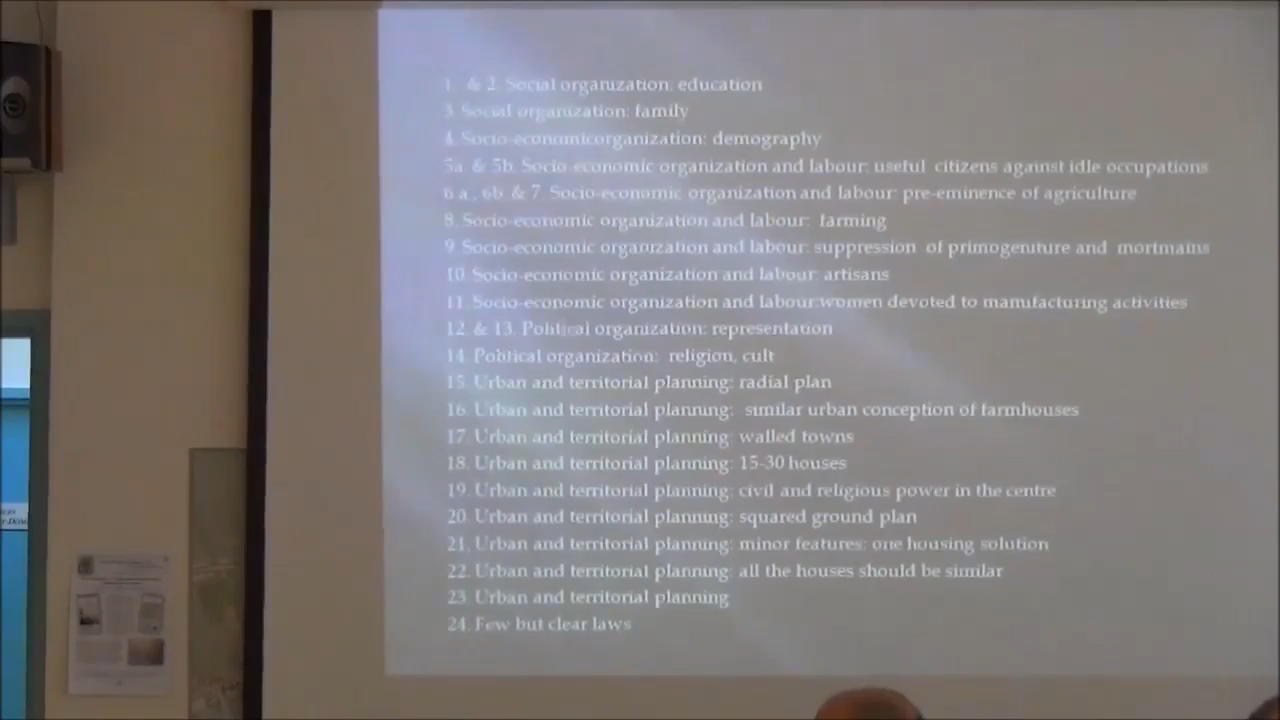 1. & 2. Social organization: education
3. Social organization: family
4. Socio-economicorganization: demography
5a. & 5b. Socio-economic organization and labour: useful citizens against idle occupations
6.a., 6b. & 7. Socio-economic organization and labour: pre-eminence of agriculture
8. Socio-economic organization and labour: farming
9. Socio-economic organization and labour: suppression of primogeniture and mortmains
10. Socio-economic organization and labour: artisans
11. Socio-economic organization and labour:women devoted to manufacturing activities
12. & 13. Political organization: representation
14. Political organization: religion, cult
15. Urban and territorial planning: radial plan
16. Urban and territorial planning: similar urban conception of farmhouses
17. Urban and territorial planning: walled towns
18. Urban and territorial planning: 15-30 houses
19. Urban and territorial planning: civil and religious power in the centre
20. Urban and territorial planning: squared ground plan
21. Urban and territorial planning: minor features: one housing solution
22. Urban and territorial planning: all the houses should be similar
23. Urban and territorial planning
24. Few but clear laws